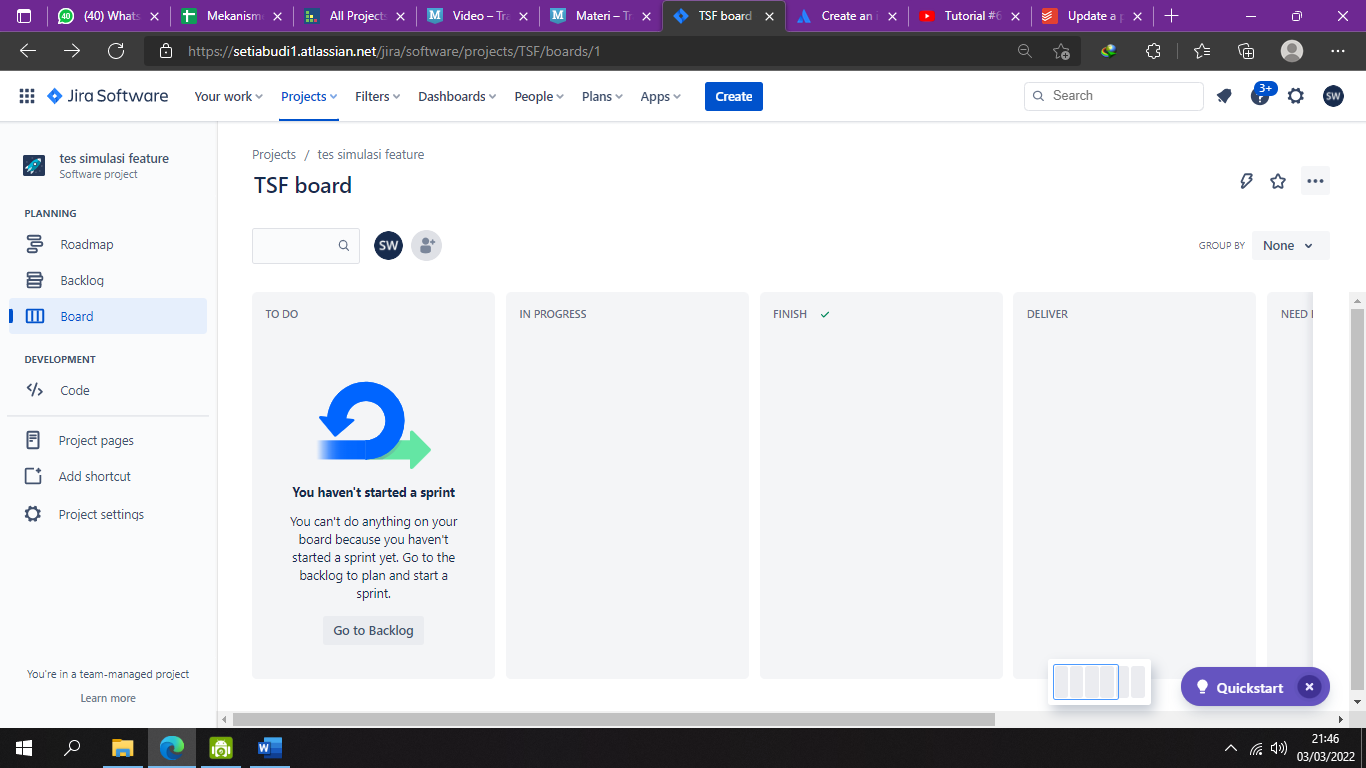 (40) Whats
Mekanism
All Project
Video – Tra
Materi – Tr
TSF board
Create an i
Tutorial #6
Update a p
https://setiabudi1.atlassian.net/jira/software/projects/TSF/boards/1
Jira Software
Your work
Projects
Filters
Dashboards
People
Plans
Apps
Create
Search
3+
SW
tes simulasi feature
Software project
PLANNING
Roadmap
Backlog
Board
DEVELOPMENT
Code
Project pages
Add shortcut
Project settings
You're in a team-managed project
Learn more
Projects / tes simulasi feature
TSF board
SW
GROUP BY
None
TO DO
IN PROGRESS
FINISH
DELIVER
NEED
You haven't started a sprint
You can't do anything on your
board because you haven't
started a sprint yet. Go to the
backlog to plan and start a
sprint.
Go to Backlog
Quickstart
21:46
03/03/2022